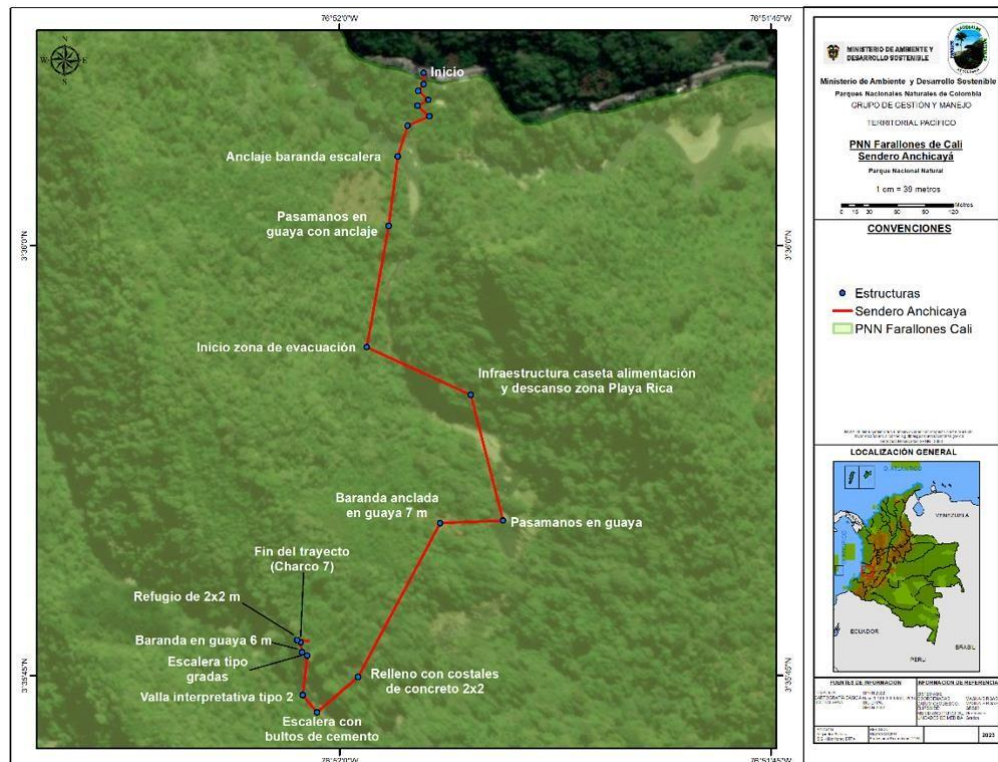 76°52'0"W
76°51'45"W
N
W
E
S
Inicio
Anclaje baranda escalera
Pasamanos en
guaya con anclaje
3°36'0"N
3°36'0"N
Inicio zona de evacuación
Infraestructura caseta alimentación
y descanso zona Playa Rica
Baranda anclada
en guaya 7 m
Pasamanos en guaya
Fin del trayecto
(Charco 7)
Refugio de 2x2 m
Baranda en guaya 6 m
Escalera tipo
gradas
Valla interpretativa tipo 2
Relleno con costales
de concreto 2x2
Escalera con
bultos de cemento
3°35'45"N
3°35'45"N
76°52'0"W
76°51'45"W
MINISTERIO DE AMBIENTE Y
DESARROLLO SOSTENIBLE
Ministerio de Ambiente y Desarrollo Sostenible
Parques Nacionales Naturales de Colombia
GRUPO DE GESTIÓN Y MANEJO
TERRITORIAL PACÍFICO
PNN Farallones de Cali
Sendero Anchicayá
Parque Nacional Natural
1 cm = 39 metros
Metros
0 15 30 60 90 120
CONVENCIONES
Estructuras
Sendero Anchicaya
PNN Farallones Cali
LOCALIZACIÓN GENERAL
VENEZUELA
ECUADOR
BRASIL
PERU
FUENTES DE INFORMACIÓN
INFORMACIÓN DE REFERENCIA
2023